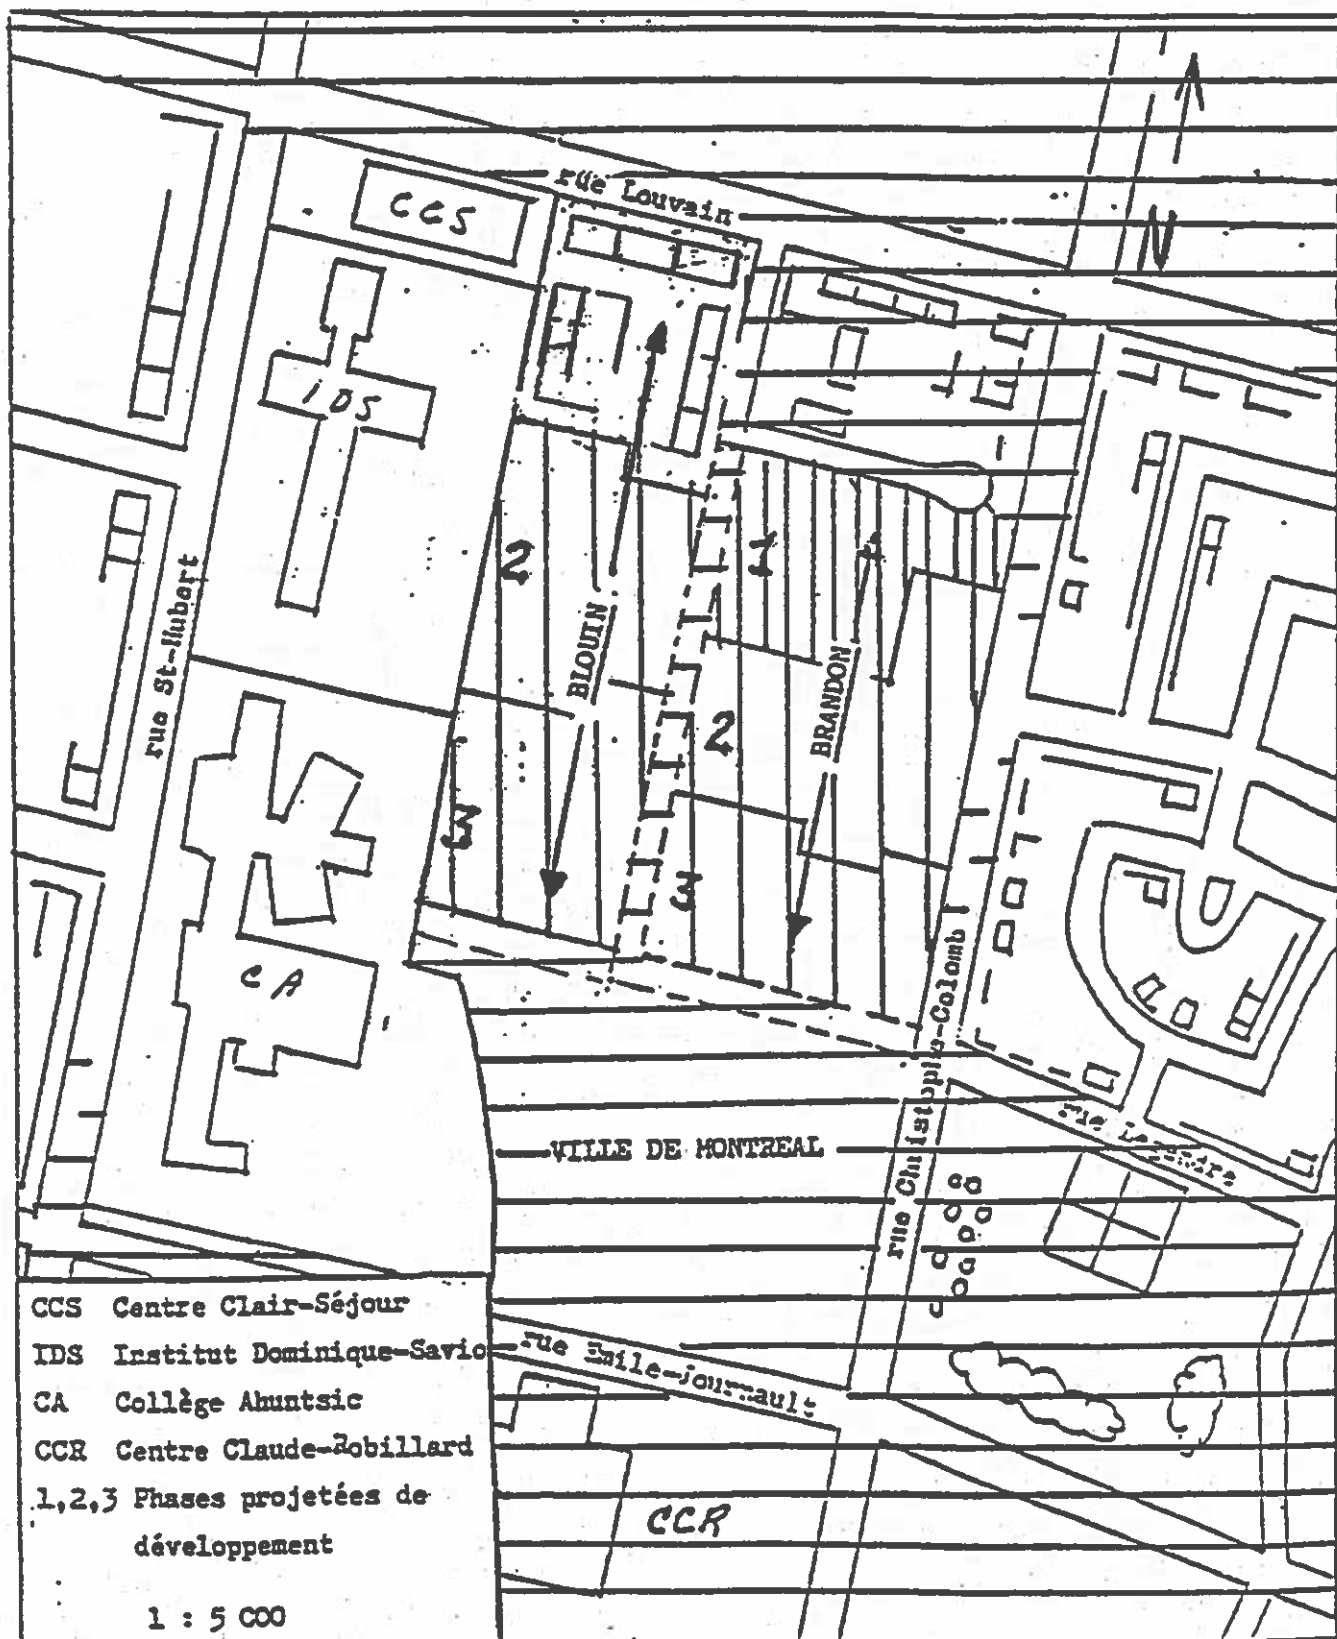 rue Louvain
CCS
N
IDS
2
1
rue St-Hubert
BLOUIN
BRANDON
2
3
3
CA
rue Christophe-Colomb
VILLE DE MONTREAL
rue
rue Emile-Journault
CCR
CCS Centre Clair-Séjour
IDS Institut Dominique-Savio
CA Collège Ahuntsic
CCR Centre Claude-Robillard
1,2,3 Phases projetées de
développement
1 : 5 000